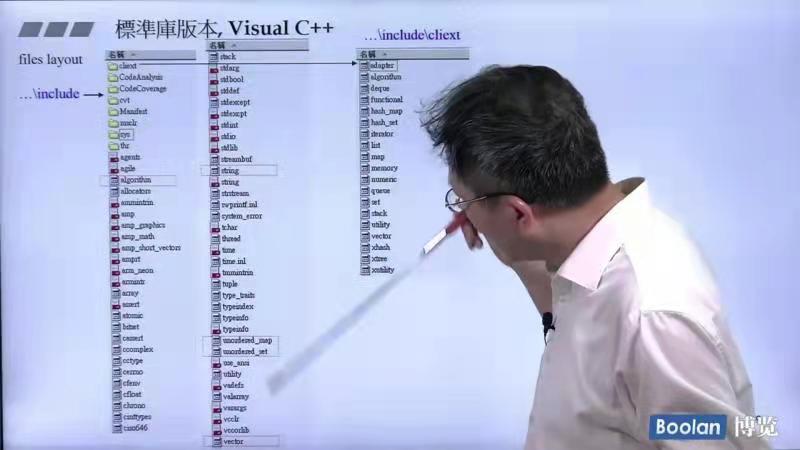 標準庫版本, Visual C++
files layout
…\include
名稱
cliext
CodeAnalysis
CodeCoverage
cvt
Manifest
msclr
sys
thr
agents
agile
algorithm
allocators
ammintrin
amp
amp_graphics
amp_math
amp_short_vectors
amprt
arm_neon
armintr
array
assert
atomic
bitset
cassert
ccomplex
cctype
cerrno
cfenv
cfloat
chrono
cinttypes
ciso646
名稱
stack
stdarg
stdbool
stddef
stdexcept
stdexcpt
stdint
stdio
stdlib
streambuf
string
string
strstream
swprintf.inl
system_error
tchar
thread
time
time.inl
tmmintrin
tuple
type_traits
typeindex
typeinfo
typeinfo
unordered_map
unordered_set
use_ansi
utility
vadefs
valarray
varargs
vcclr
vccorlib
vector
…\include\cliext
名稱
adapter
algorithm
deque
functional
hash_map
hash_set
iterator
list
map
memory
numeric
queue
set
stack
utility
vector
xhash
xtree
xutility
Boolan 博览